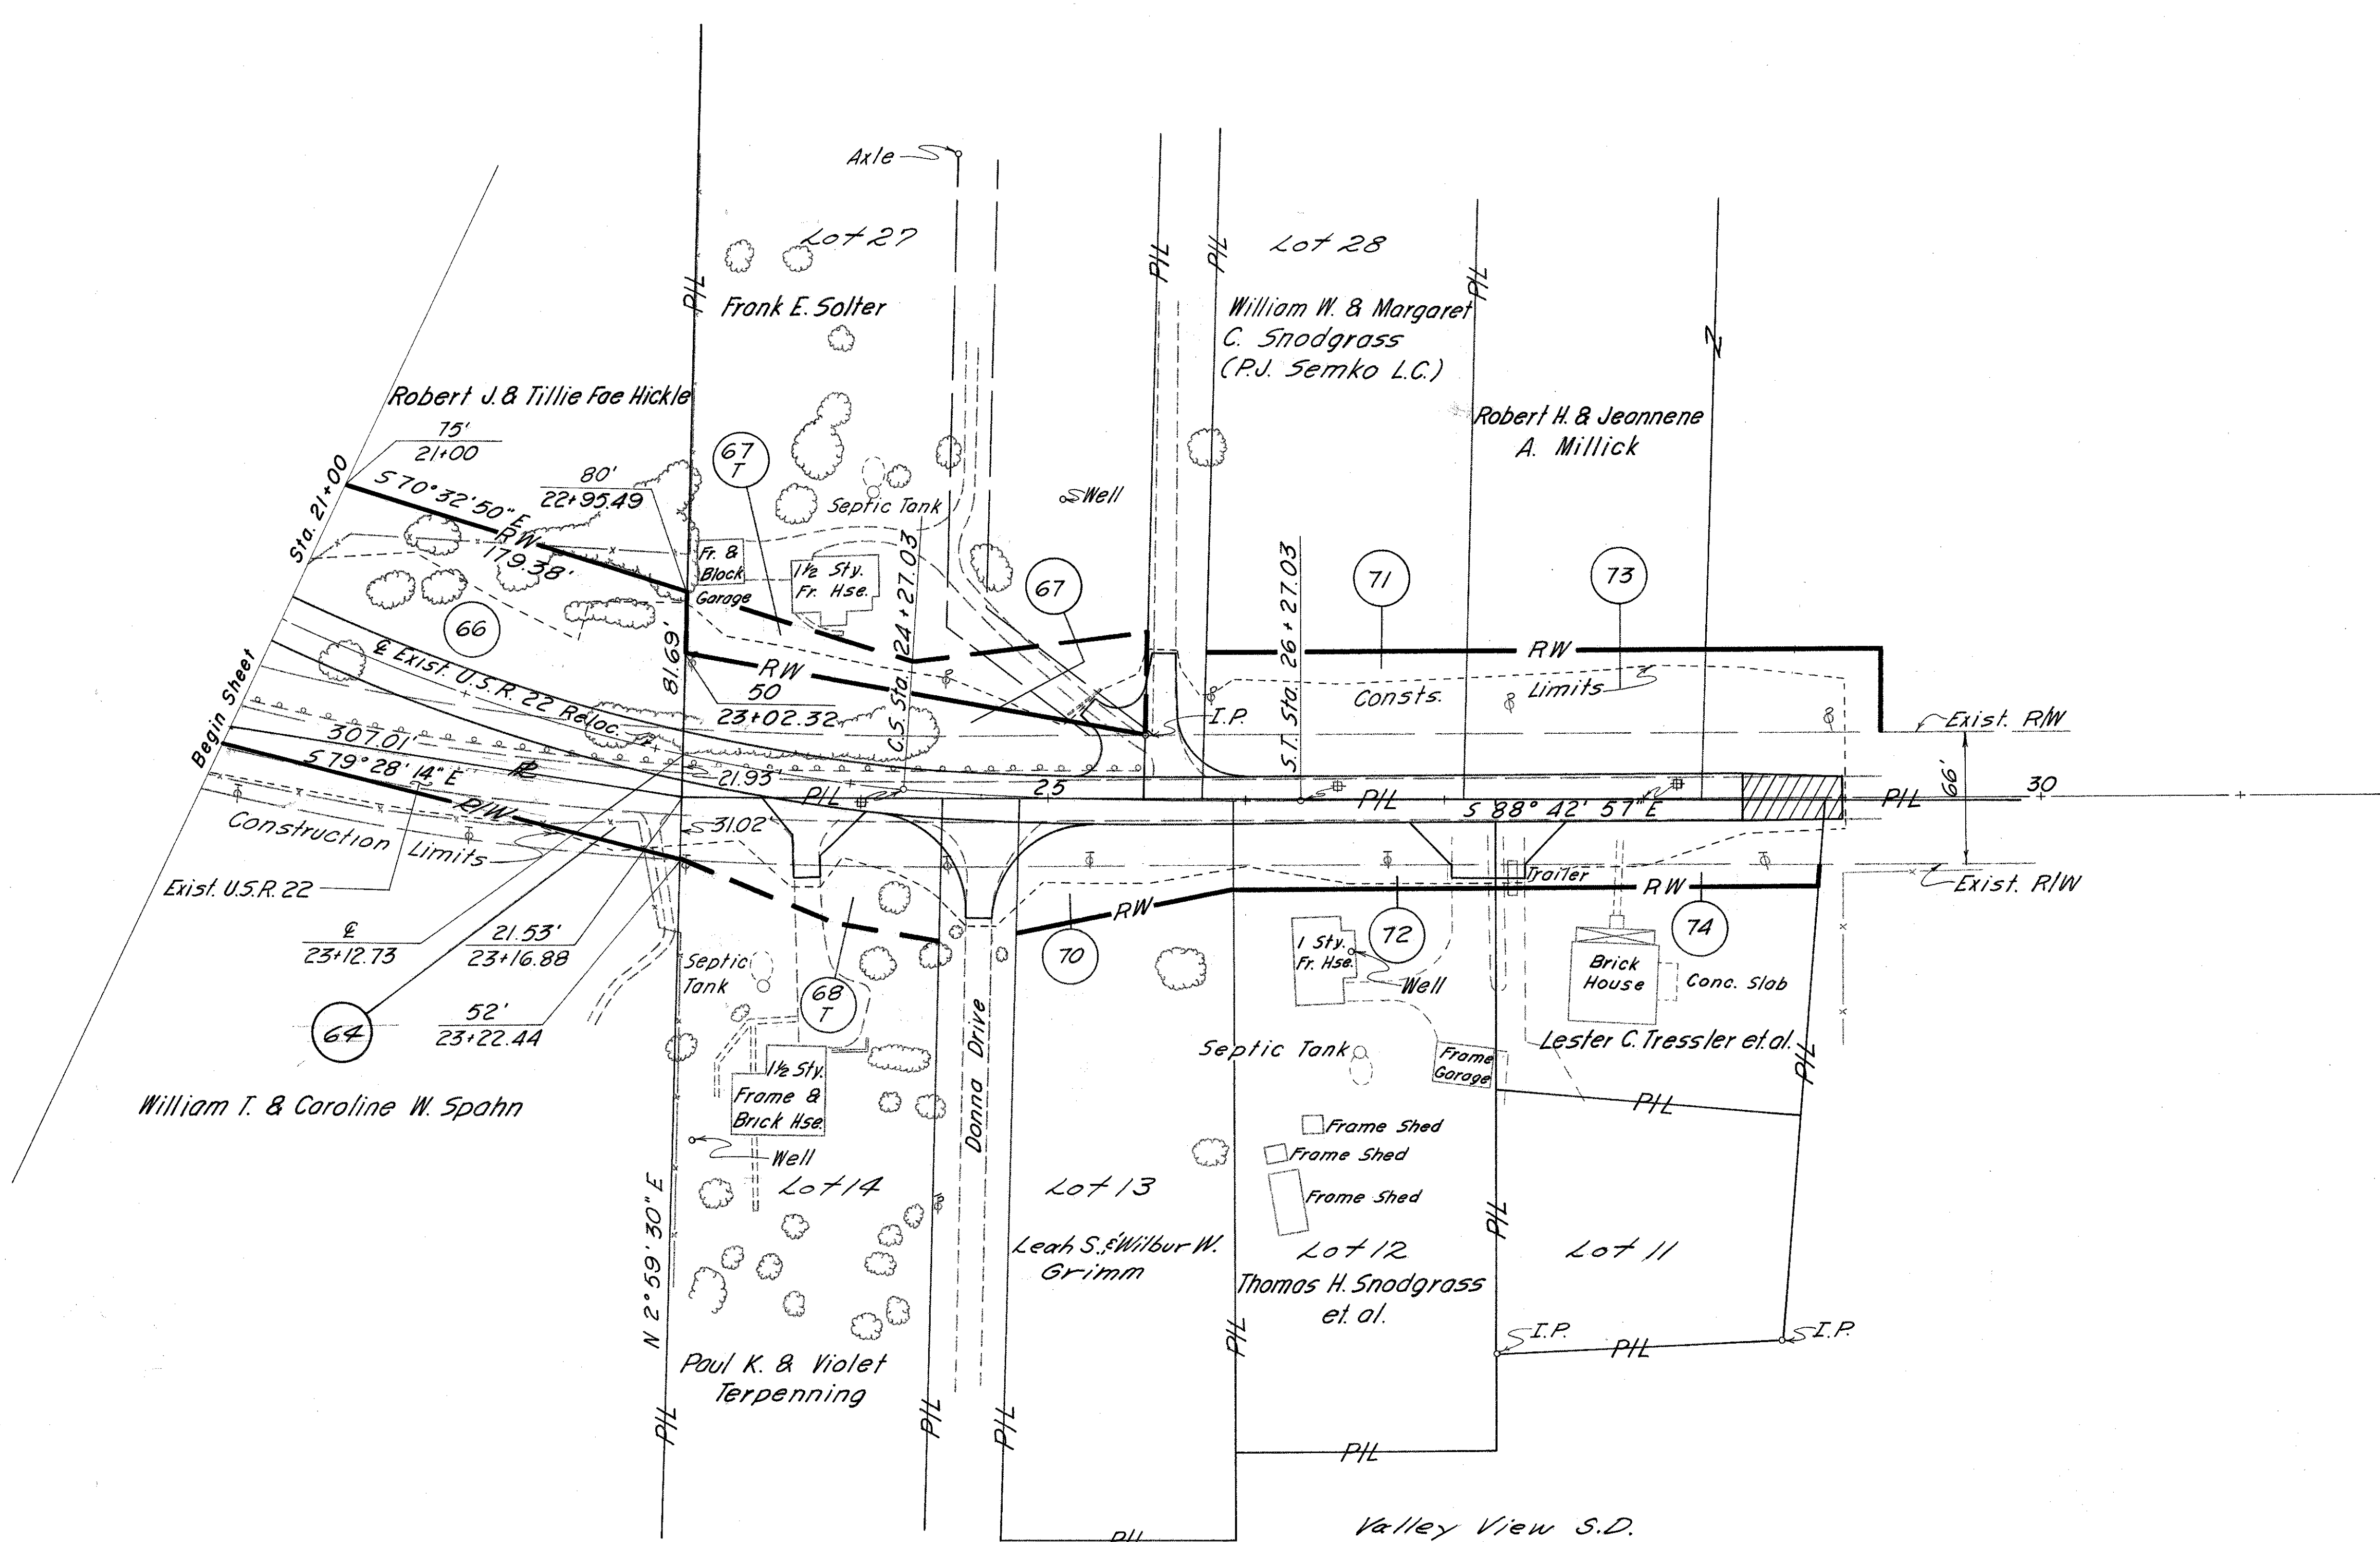 Axle
Lot 27
Lot 28
P/L
P/L
P/L
P/L
Frank E. Solter
William W. & Margaret
C. Snodgrass
(P.J. Semko L.C.)
Robert J. & Tillie Fae Hickle
Robert H. & Jeannene
A. Millick
75'
21+00
80'
22+95.49
67
T
Sta. 21+00
S 70° 32' 50" E
RW
179.38'
Septic Tank
Well
Fr. &
Block
Garage
1½ Sty.
Fr. Hse.
C.S. Sta. 24+27.03
S.T. Sta. 26+27.03
67
71
73
66
81.69'
RW
50
23+02.32
RW
Consts. Limits
I.P.
Exist. R/W
℄ Exist. U.S.R. 22 Reloc.
Begin Sheet
307.01'
S 79° 28' 14" E
R/W
21.93'
P/L
25
P/L
S 88° 42' 57" E
P/L
30
66'
31.02'
Construction Limits
Exist. U.S.R. 22
Trailer
RW
RW
Exist. R/W
℄
23+12.73
21.53'
23+16.88
52'
23+22.44
64
Septic
Tank
68
T
70
72
74
1 Sty.
Fr. Hse.
Well
Brick
House
Conc. Slab
Lester C. Tressler et. al.
Septic Tank
Frame
Garage
P/L
P/L
1½ Sty.
Frame &
Brick Hse.
Well
Donna Drive
William T. & Caroline W. Spahn
Frame Shed
Frame Shed
Frame Shed
Lot 14
Lot 13
Lot 12
Lot 11
N 2° 59' 30" E
Leah S. & Wilbur W.
Grimm
Thomas H. Snodgrass
et. al.
P/L
P/L
I.P.
I.P.
P/L
Paul K. & Violet
Terpenning
P/L
P/L
P/L
P/L
P/L
Valley View S.D.